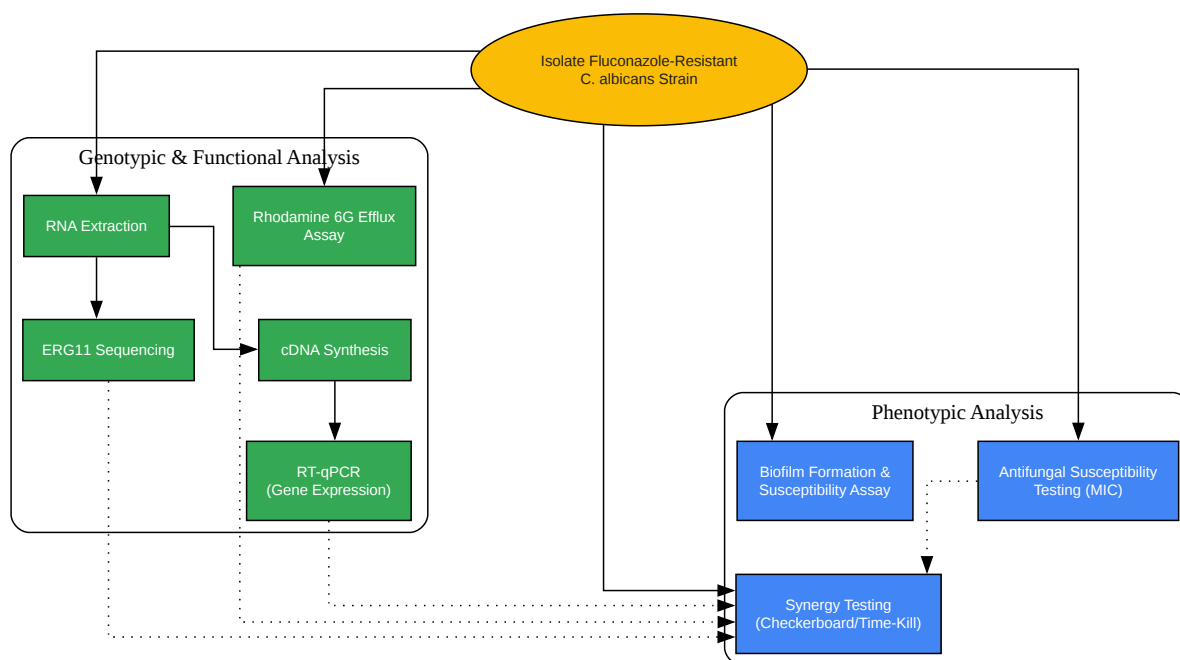 Isolate Fluconazole-Resistant
C. albicans Strain
Genotypic & Functional Analysis
RNA Extraction
Rhodamine 6G Efflux
Assay
ERG11 Sequencing
cDNA Synthesis
RT-qPCR
(Gene Expression)
Phenotypic Analysis
Biofilm Formation &
Susceptibility Assay
Antifungal Susceptibility
Testing (MIC)
Synergy Testing
(Checkerboard/Time-Kill)